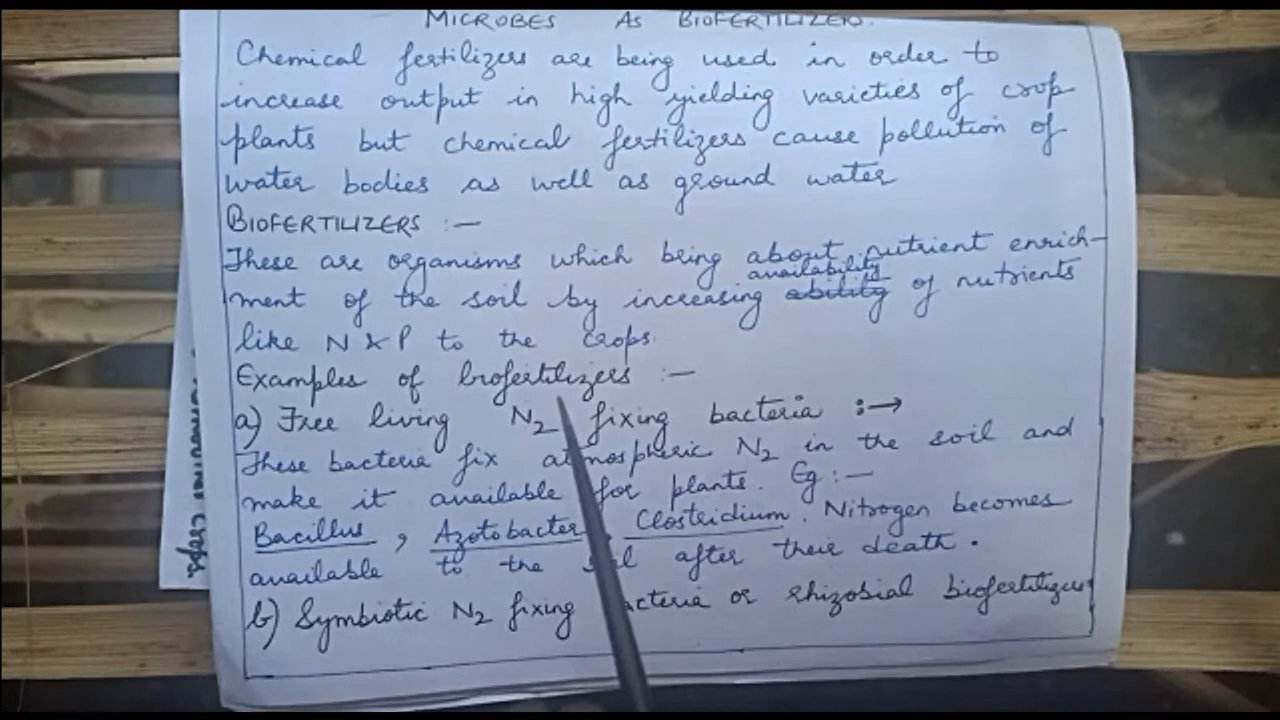 MICROBES AS BIOFERTILIZERS.
Chemical fertilizers are being used in order to
increase output in high yielding varieties of crop
plants but chemical fertilizers cause pollution of
water bodies as well as ground water
BIOFERTILIZERS :-
These are organisms which being about nutrient enrich-
availability
ment of the soil by increasing ability of nutrients
like N & P to the crops.
Examples of biofertilizers :-
a) Free living N2 fixing bacteria :→
These bacteria fix atmospheric N2 in the soil and
make it available for plants. Eg :-
Bacillus, Azotobacter, Clostridium. Nitrogen becomes
available to the soil after their death.
b) Symbiotic N2 fixing bacteria or rhizobial biofertilizers